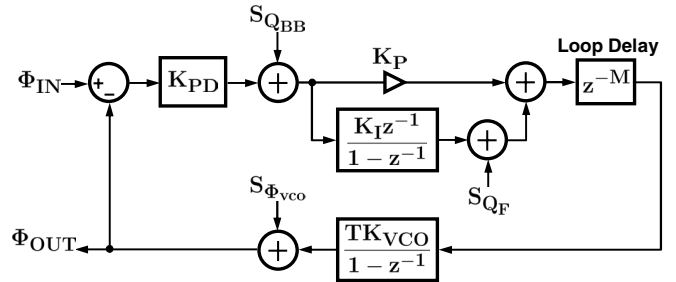 S_{Q_{BB}}
K_P
Loop Delay
Φ_{IN}
+
−
K_{PD}
+
+
z^{-M}
K_I z^{-1}
1 − z^{-1}
+
S_{Q_F}
S_{Φ_{VCO}}
Φ_{OUT}
+
TK_{VCO}
1 − z^{-1}